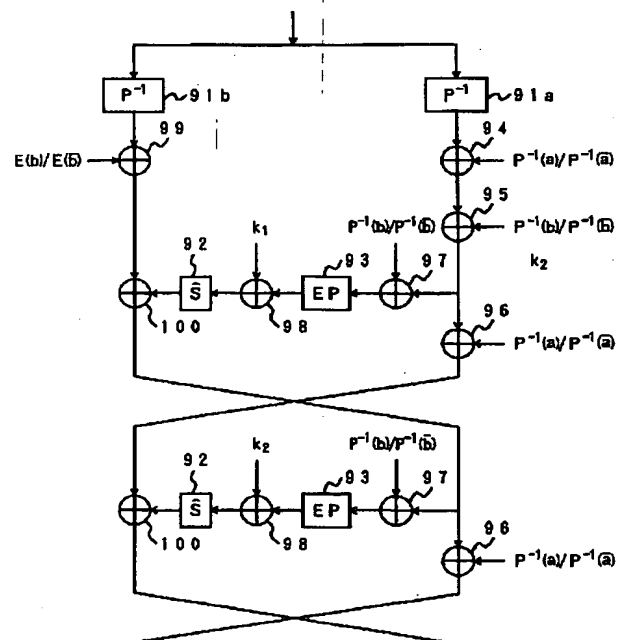 P⁻¹ 91b P⁻¹ 91a
99 94
E(b)/E(b̄) P⁻¹(a)/P⁻¹(ā)
95
k₁ P⁻¹(b)/P⁻¹(b̄) P⁻¹(b)/P⁻¹(b̄)
92 93 97 k₂
Ŝ EP
100 98 96
P⁻¹(a)/P⁻¹(ā)
92 k₂ P⁻¹(b)/P⁻¹(b̄)
93 97
Ŝ EP
100 98 96
P⁻¹(a)/P⁻¹(ā)